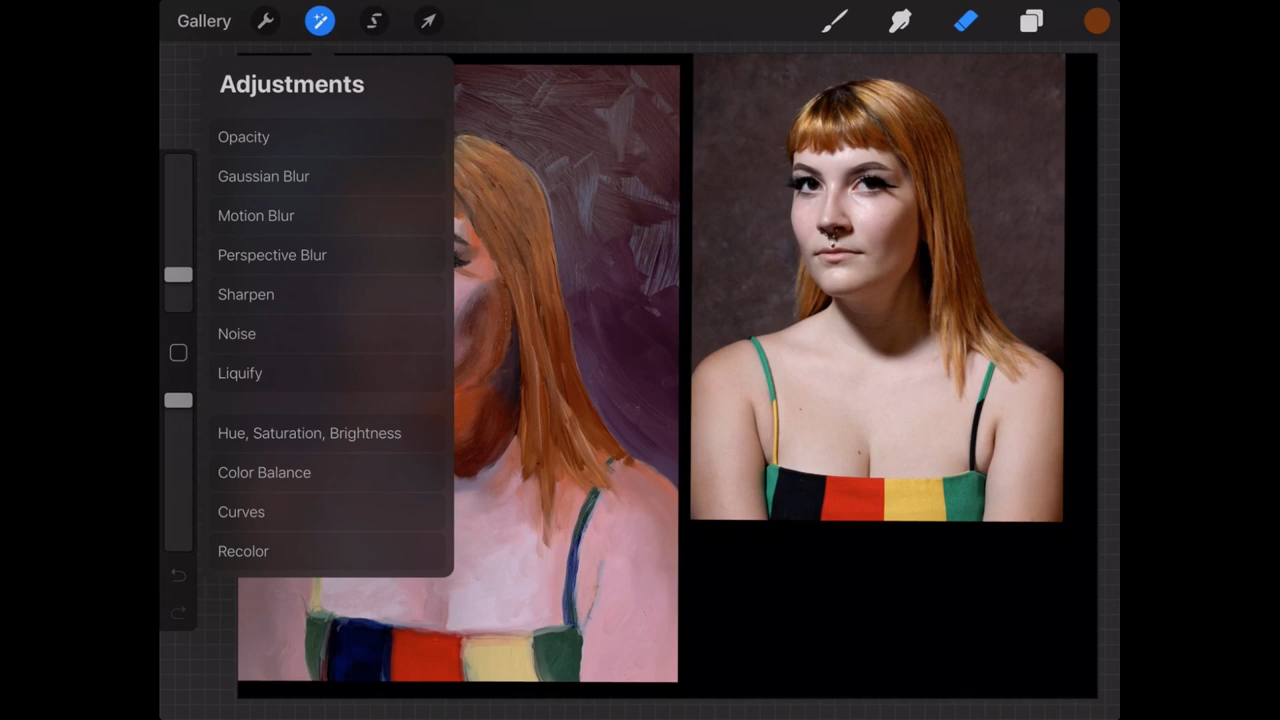 Gallery
Adjustments
Opacity
Gaussian Blur
Motion Blur
Perspective Blur
Sharpen
Noise
Liquify
Hue, Saturation, Brightness
Color Balance
Curves
Recolor